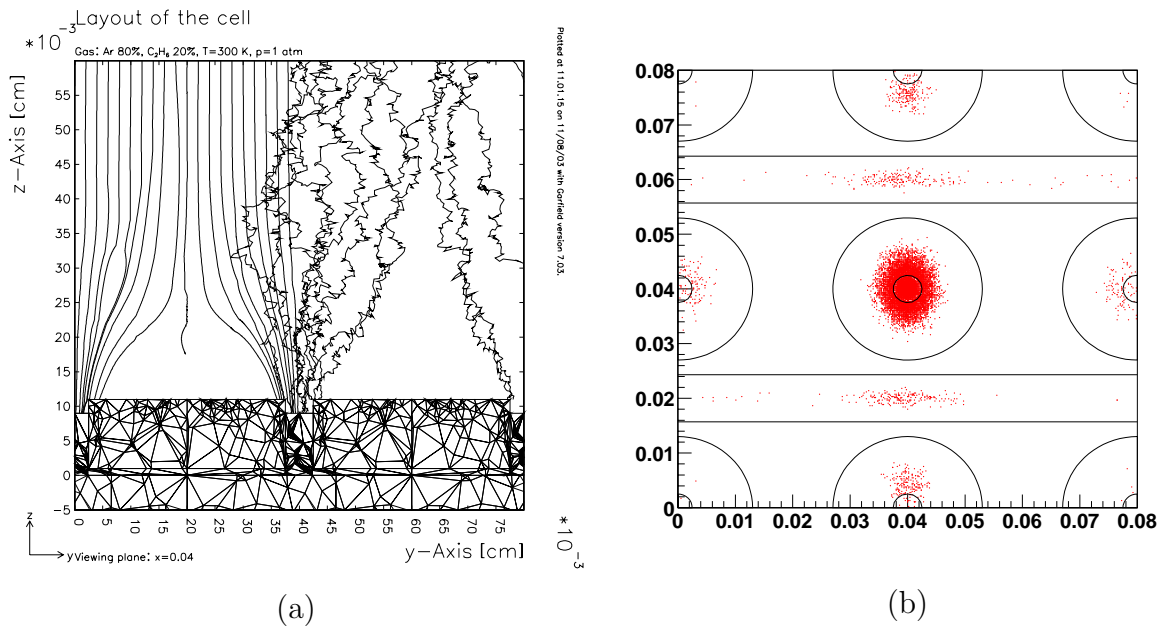 Layout of the cell
*10 -3
Gas: Ar 80%, C2H6 20%, T=300 K, p=1 atm
z-Axis [cm]
55
50
45
40
35
30
25
20
15
10
5
0
-5
0 5 10 15 20 25 30 35 40 45 50 55 60 65 70 75
y-Axis [cm]
*10 -3
z
y
Viewing plane: x=0.04
Plotted at 11.01.15 on 11/08/03 with Garfield version 7.03.
(a)
0.08
0.07
0.06
0.05
0.04
0.03
0.02
0.01
0
0 0.01 0.02 0.03 0.04 0.05 0.06 0.07 0.08
(b)